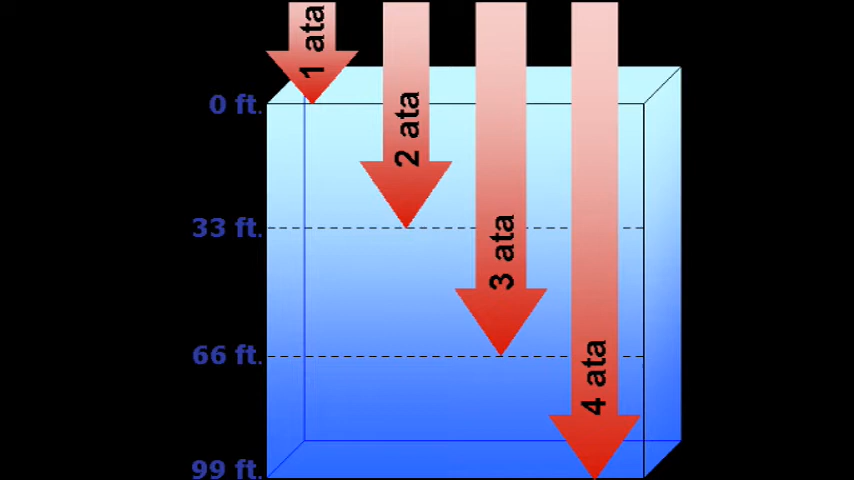 1 ata
2 ata
3 ata
4 ata
0 ft.
33 ft.
66 ft.
99 ft.